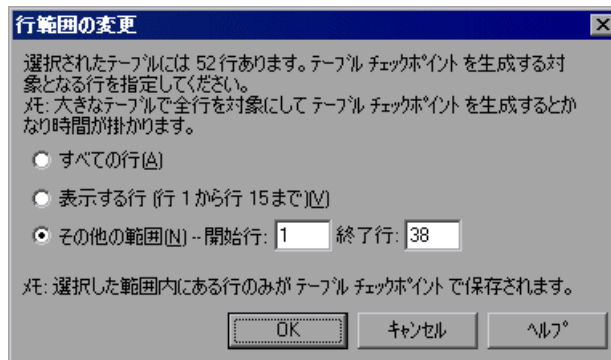 行範囲の変更
選択されたテーブルには 52 行あります。テーブル チェックポイント を生成する対
象となる行を指定してください。
メモ: 大きなテーブルで全行を対象にして テーブル チェックポイント を生成するとか
なり時間が掛かります。
すべての行(A)
表示する行 (行 1 から行 15まで)(V)
その他の範囲(N) -- 開始行: 1 終了行: 38
メモ: 選択した範囲内にある行のみが テーブル チェックポイント で保存されます。
OK キャンセル ヘルプ